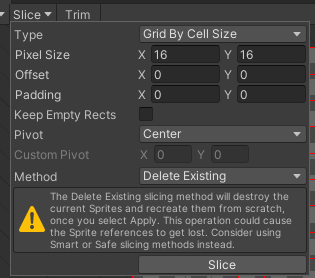 Slice Trim
Type Grid By Cell Size
Pixel Size X 16 Y 16
Offset X 0 Y 0
Padding X 0 Y 0
Keep Empty Rects
Pivot Center
Custom Pivot X 0 Y 0
Method Delete Existing
The Delete Existing slicing method will destroy the
current Sprites and recreate them from scratch,
once you select Apply. This operation could cause
the Sprite references to get lost. Consider using
Smart or Safe slicing methods instead.
Slice